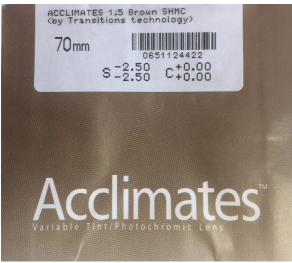 ACCLIMATES 1.5 Brown SHMC
(by Transitions technology)
70mm
0651124422
S -2.50 C+0.00
-2.50 +0.00
Acclimates™
Variable Tint/Photochromic Lens